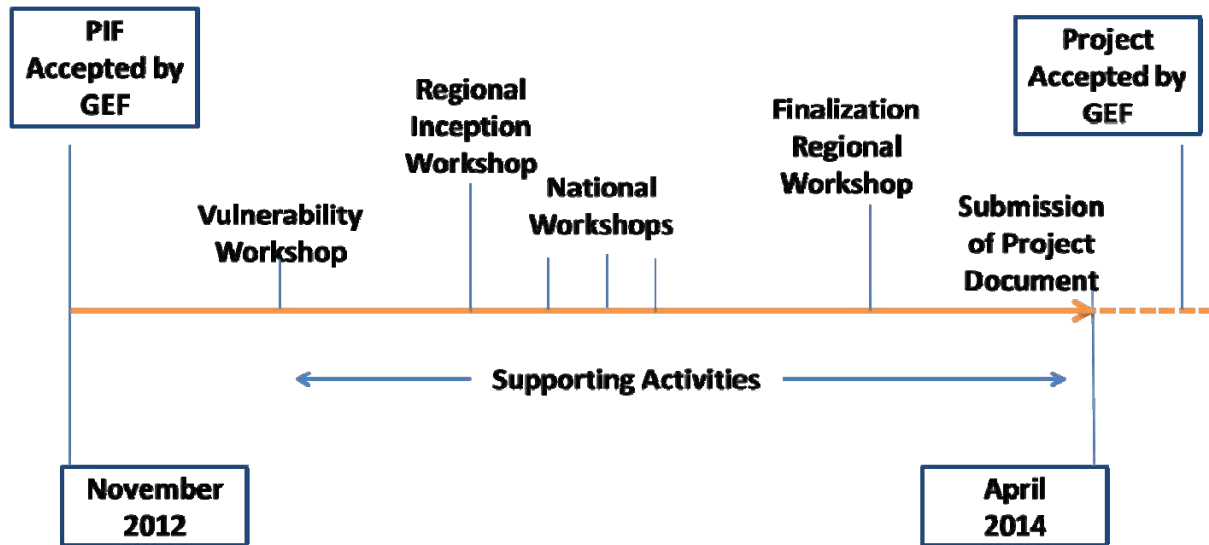 PIF
Accepted by
GEF
Vulnerability
Workshop
Regional
Inception
Workshop
National
Workshops
Finalization
Regional
Workshop
Submission
of Project
Document
Project
Accepted by
GEF
Supporting Activities
November
2012
April
2014